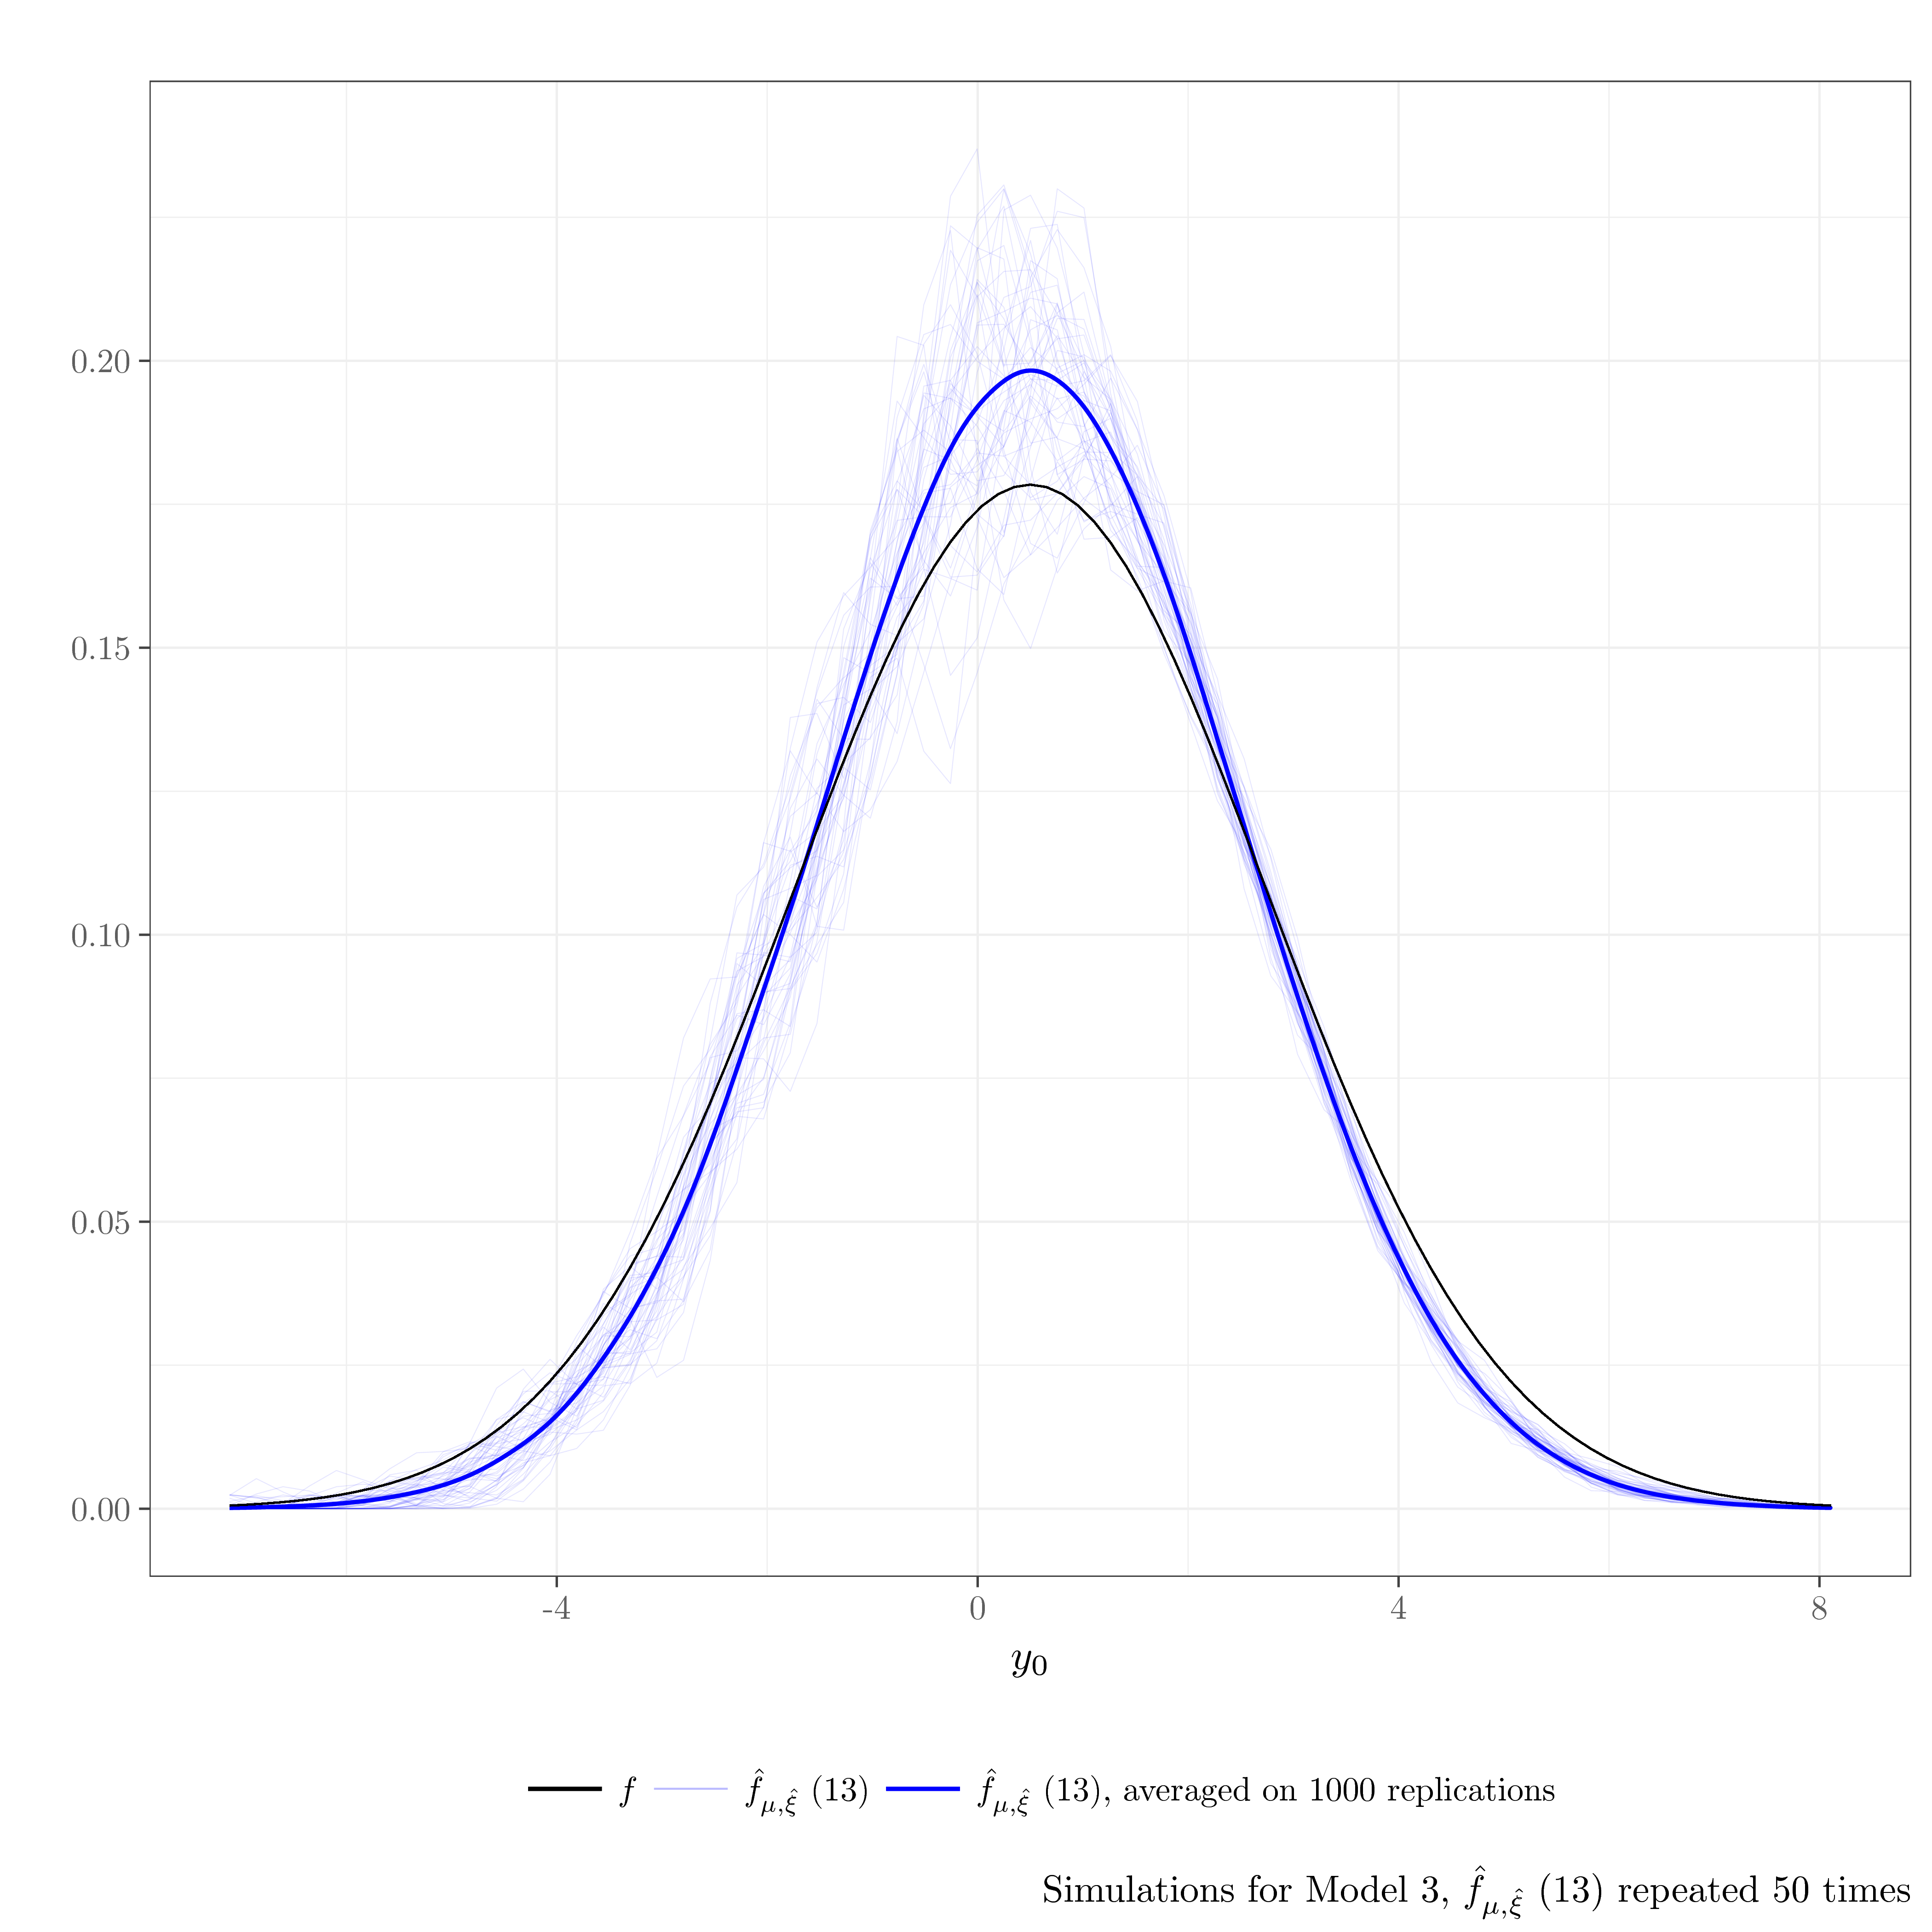 0.20
0.15
0.10
0.05
0.00
-4 0 4 8
y₀
f f̂_{μ,ξ̂} (13) f̂_{μ,ξ̂} (13), averaged on 1000 replications
Simulations for Model 3, f̂_{μ,ξ̂} (13) repeated 50 times